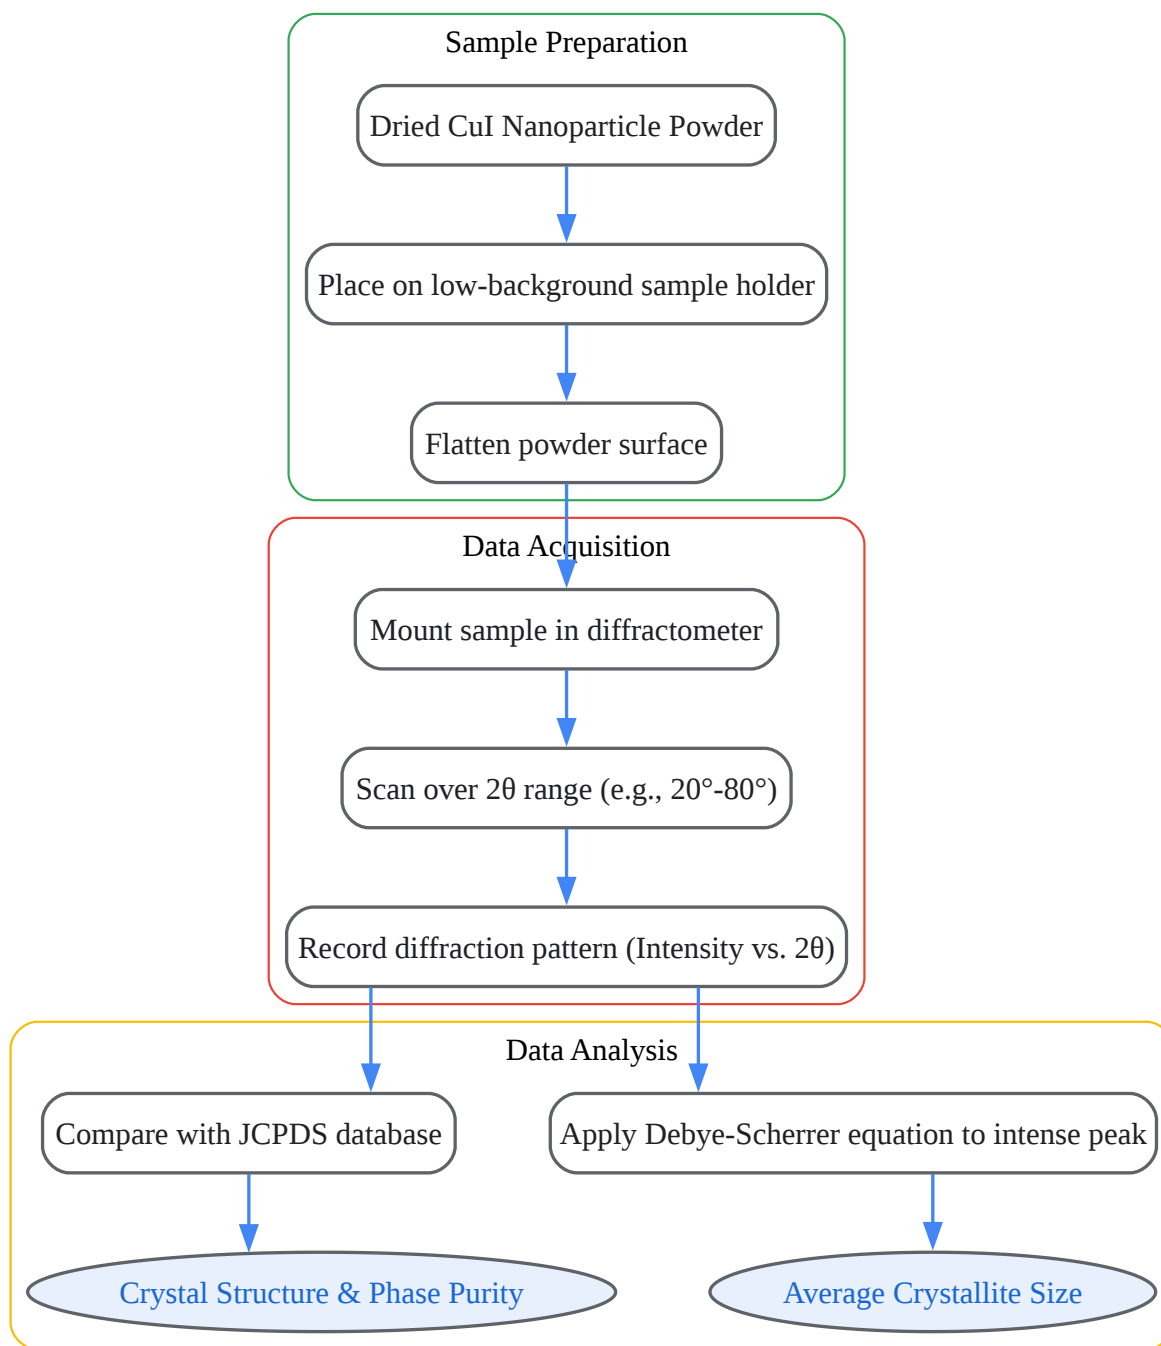 Sample Preparation
Dried CuI Nanoparticle Powder
Place on low-background sample holder
Flatten powder surface
Data Acquisition
Mount sample in diffractometer
Scan over 2θ range (e.g., 20°-80°)
Record diffraction pattern (Intensity vs. 2θ)
Data Analysis
Compare with JCPDS database
Apply Debye-Scherrer equation to intense peak
Crystal Structure & Phase Purity
Average Crystallite Size